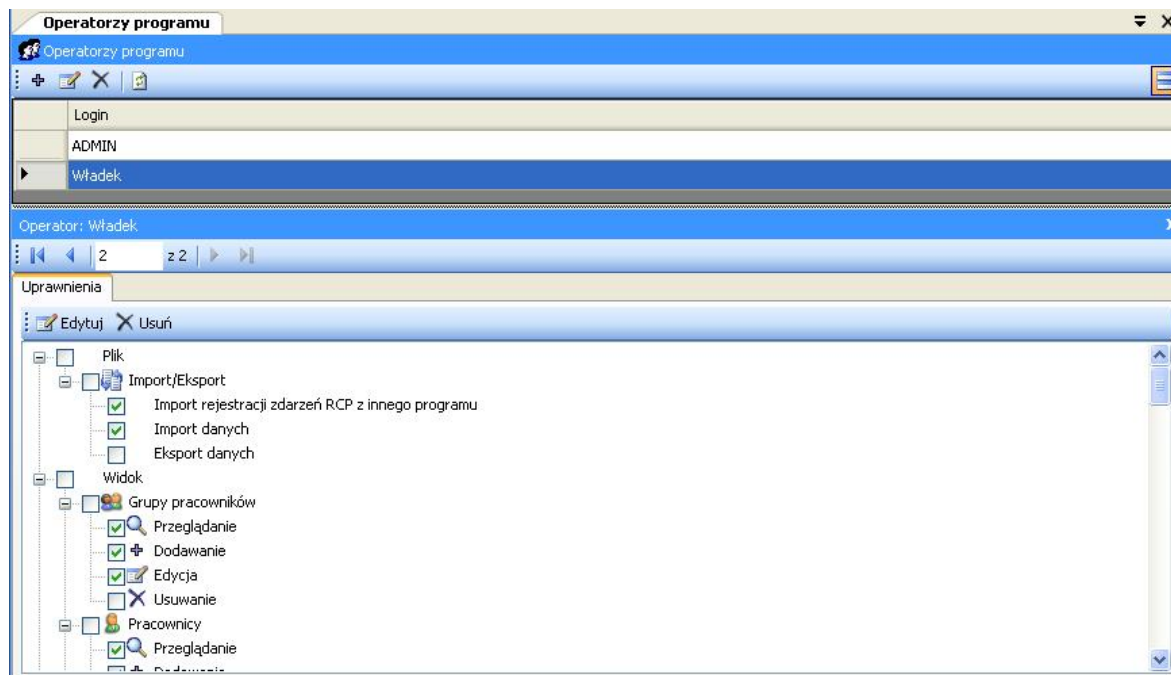 Operatorzy programu
Operatorzy programu
Login
ADMIN
Władek
Operator: Władek
2 z 2
Uprawnienia
Edytuj Usuń
Plik
Import/Eksport
Import rejestracji zdarzeń RCP z innego programu
Import danych
Eksport danych
Widok
Grupy pracowników
Przeglądanie
Dodawanie
Edycja
Usuwanie
Pracownicy
Przeglądanie